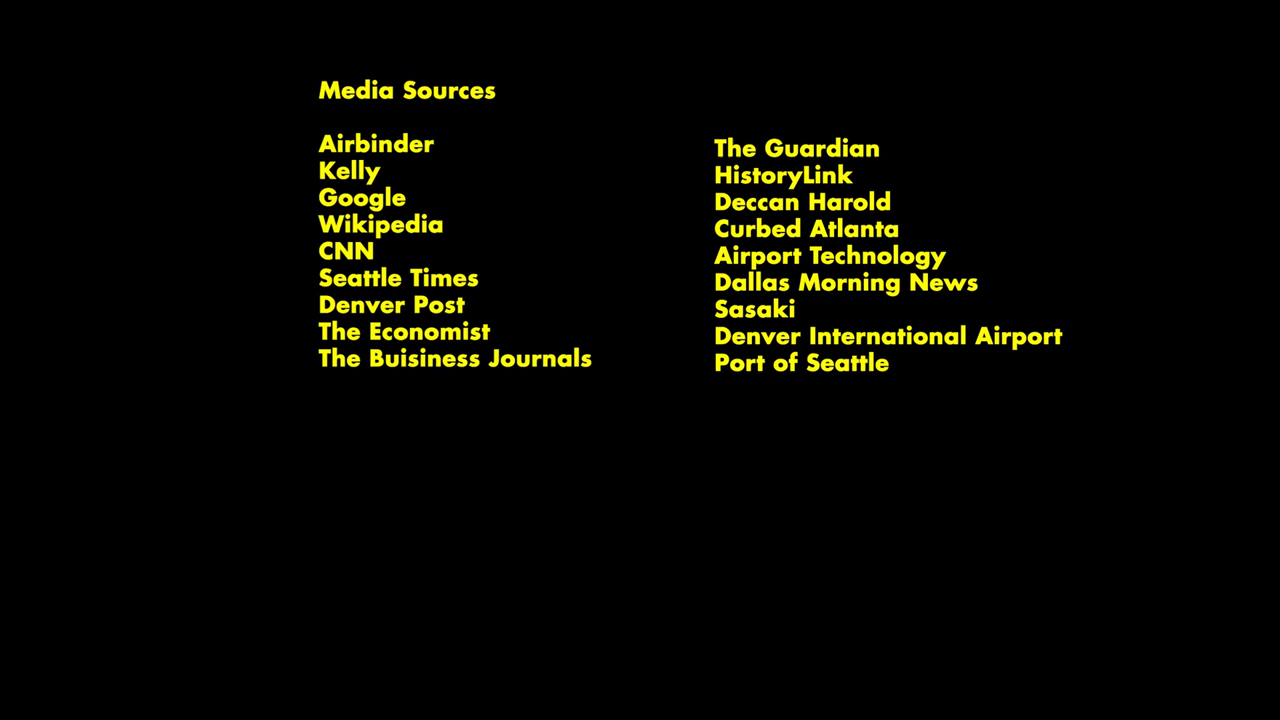 Media Sources
Airbinder
Kelly
Google
Wikipedia
CNN
Seattle Times
Denver Post
The Economist
The Buisiness Journals
The Guardian
HistoryLink
Deccan Harold
Curbed Atlanta
Airport Technology
Dallas Morning News
Sasaki
Denver International Airport
Port of Seattle